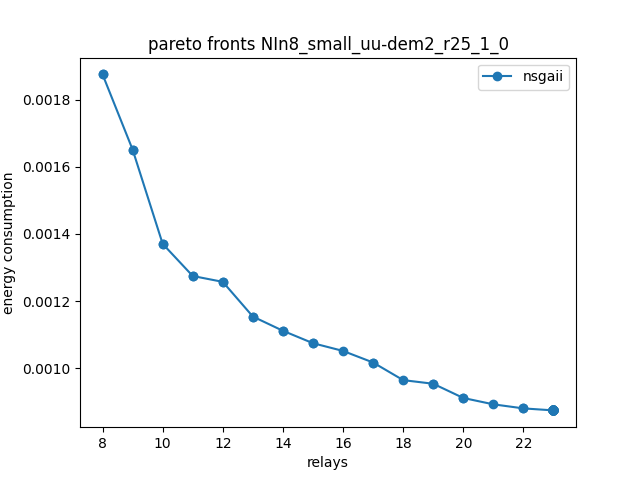 pareto fronts NIn8_small_uu-dem2_r25_1_0
nsgaii
energy consumption
0.0018
0.0016
0.0014
0.0012
0.0010
8 10 12 14 16 18 20 22
relays